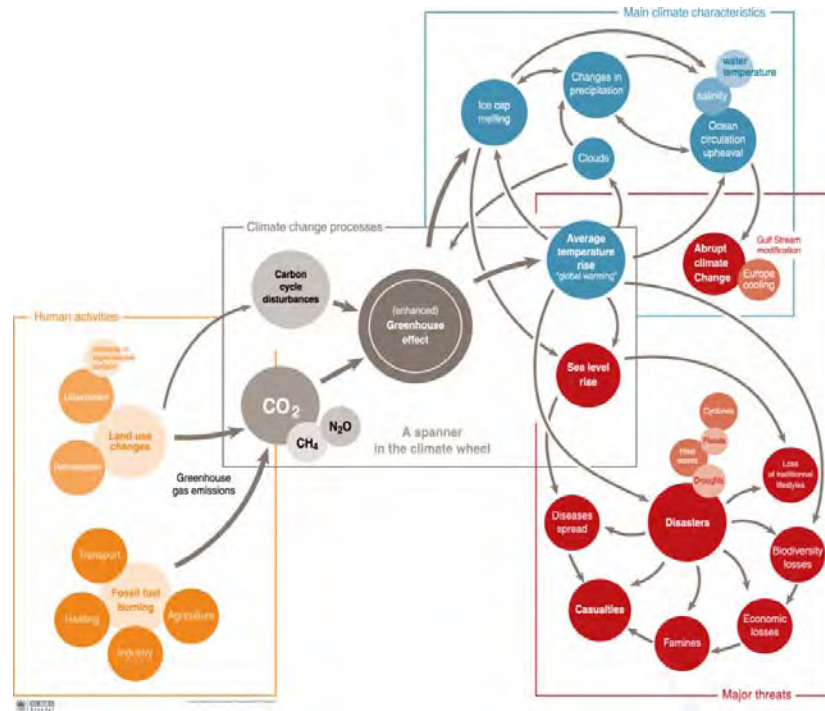 Main climate characteristics
water
temperature
salinity
Changes in
precipitation
Ice cap
melting
Ocean
circulation
upheaval
Clouds
Climate change processes
Average
temperature
rise
"global warming"
Gulf Stream
modification
Abrupt
climate
Change
Europe
cooling
Carbon
cycle
disturbances
(enhanced)
Greenhouse
effect
Human activities
Urbanisation
Land use
changes
Deforestation
CO2
N2O
CH4
A spanner
in the climate wheel
Greenhouse
gas emissions
Sea level
rise
Cyclones
Floods
Heat
waves
Droughts
Loss
of traditionnal
lifestyles
Diseases
spread
Disasters
Biodiversity
losses
Transport
Fossil fuel
burning
Heating
Agriculture
Industry
Casualties
Famines
Economic
losses
Major threats